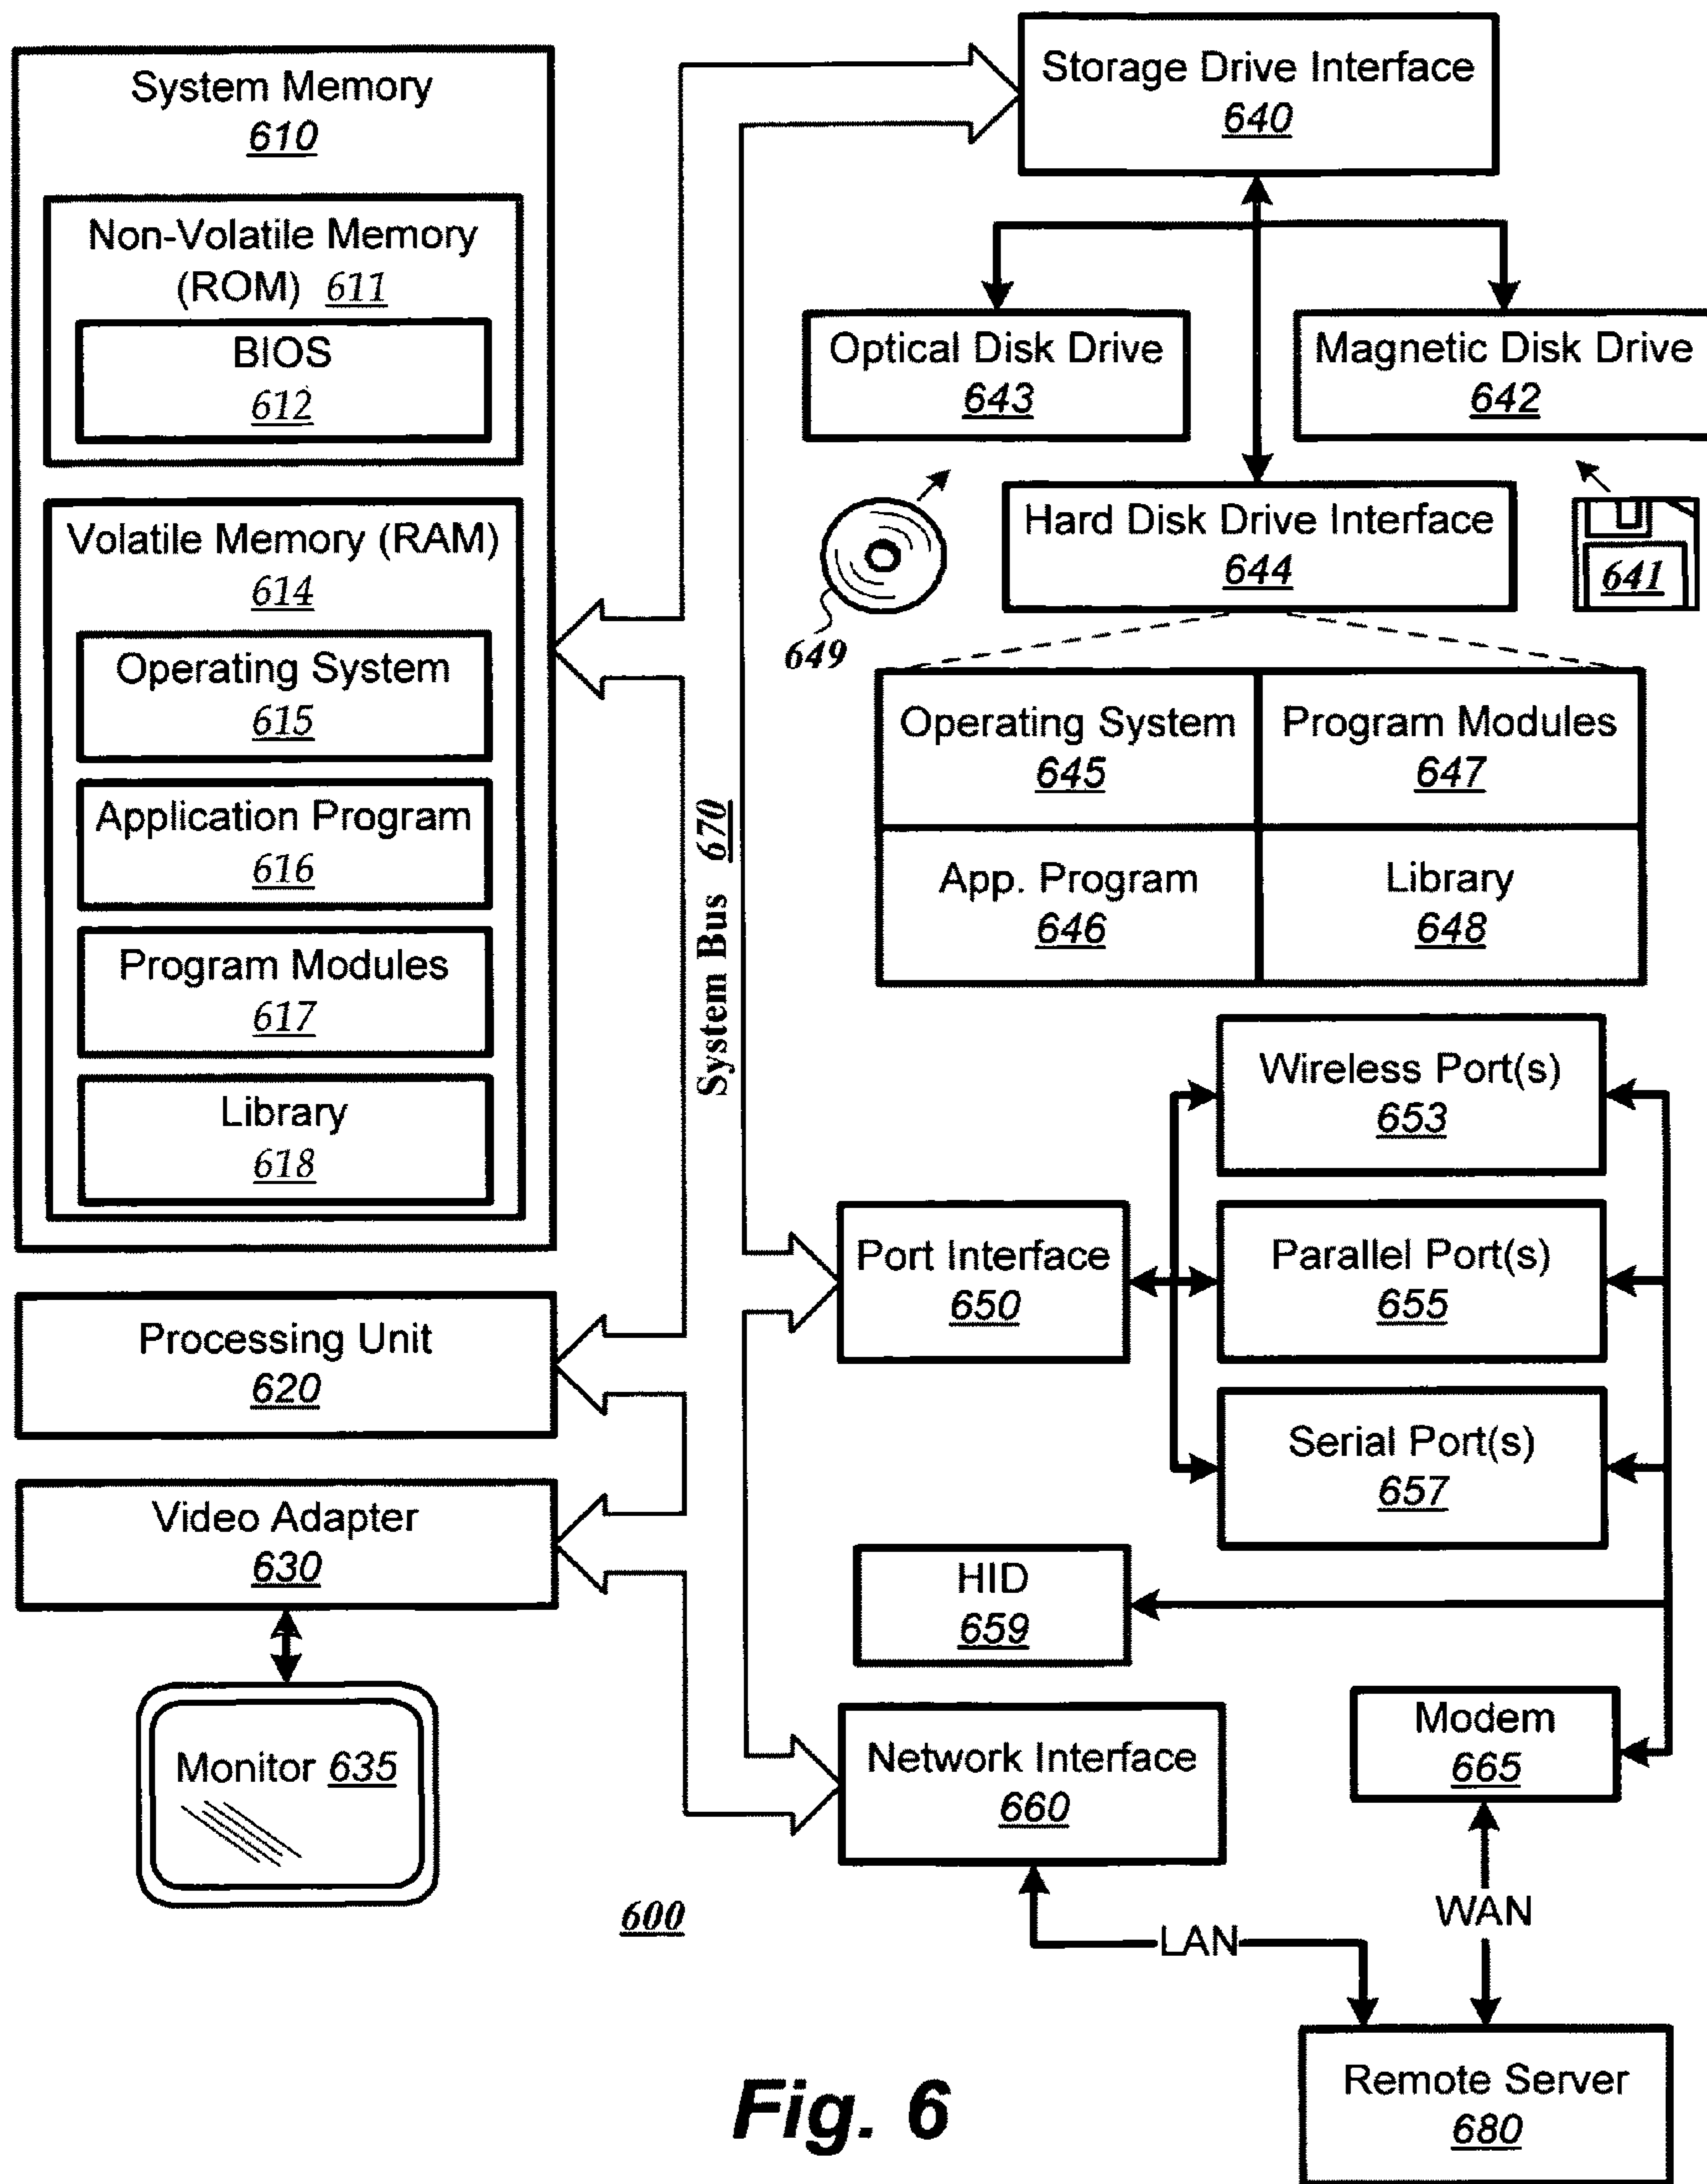 System Memory
610
Non-Volatile Memory
(ROM) 611
BIOS
612
Volatile Memory (RAM)
614
Operating System
615
Application Program
616
Program Modules
617
Library
618
Processing Unit
620
Video Adapter
630
Monitor 635
System Bus 670
Storage Drive Interface
640
Optical Disk Drive
643
Magnetic Disk Drive
642
Hard Disk Drive Interface
644
649
641
Operating System
645
Program Modules
647
App. Program
646
Library
648
Wireless Port(s)
653
Port Interface
650
Parallel Port(s)
655
Serial Port(s)
657
HID
659
Network Interface
660
Modem
665
600
LAN
WAN
Remote Server
680
Fig. 6